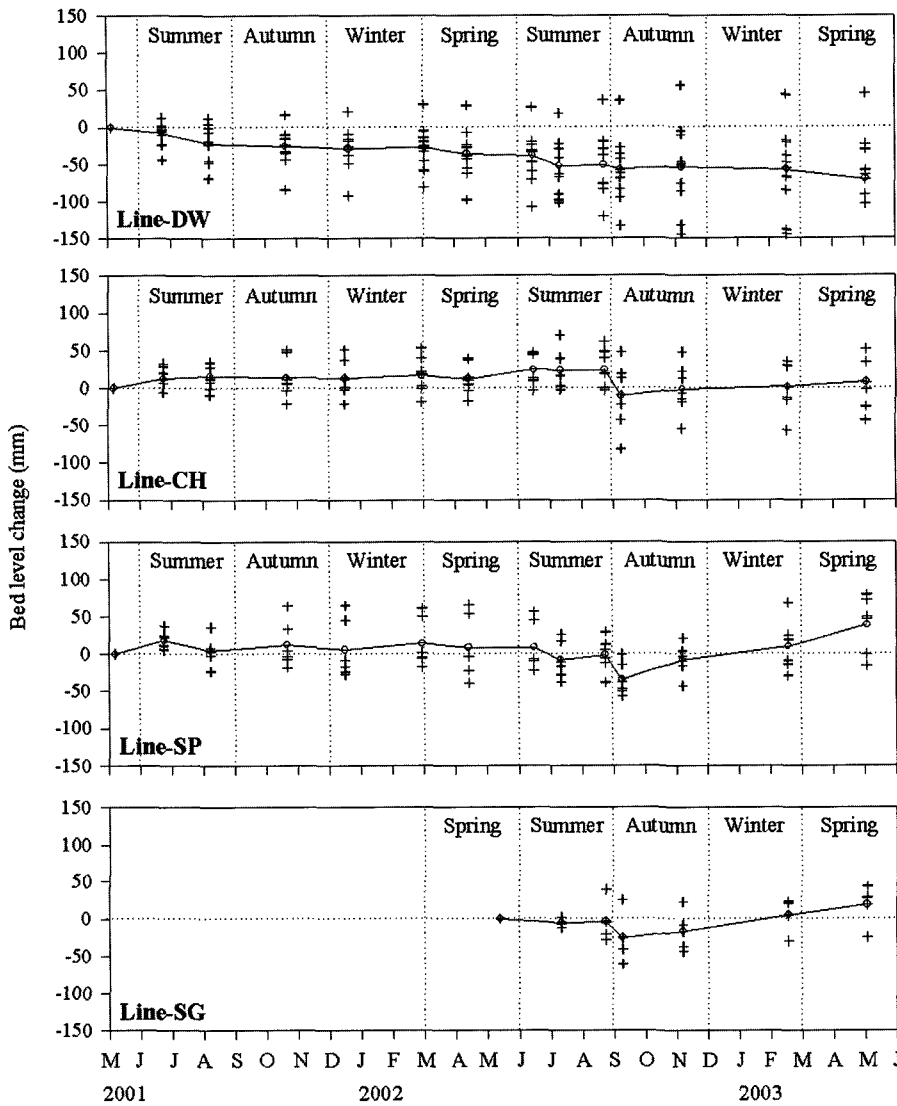 150
100
50
0
-50
-100
-150
Summer Autumn Winter Spring Summer Autumn Winter Spring
Line-DW
150
100
50
0
-50
-100
-150
Summer Autumn Winter Spring Summer Autumn Winter Spring
Line-CH
Bed level change (mm)
150
100
50
0
-50
-100
-150
Summer Autumn Winter Spring Summer Autumn Winter Spring
Line-SP
150
100
50
0
-50
-100
-150
Spring Summer Autumn Winter Spring
Line-SG
M J J A S O N D J F M A M J J A S O N D J F M A M J
2001 2002 2003